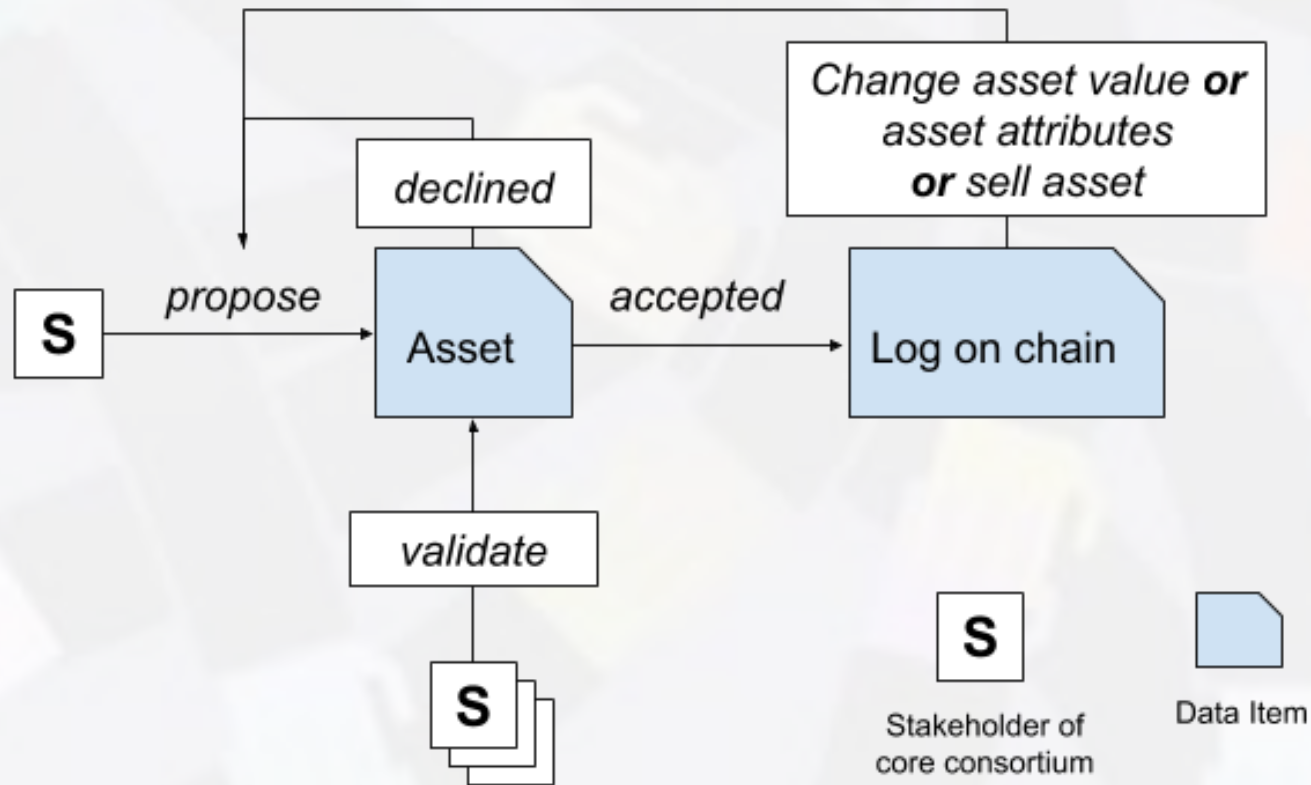 Change asset value or
asset attributes
or sell asset
declined
propose
accepted
S
Asset
Log on chain
validate
S
S
Stakeholder of
core consortium
Data Item